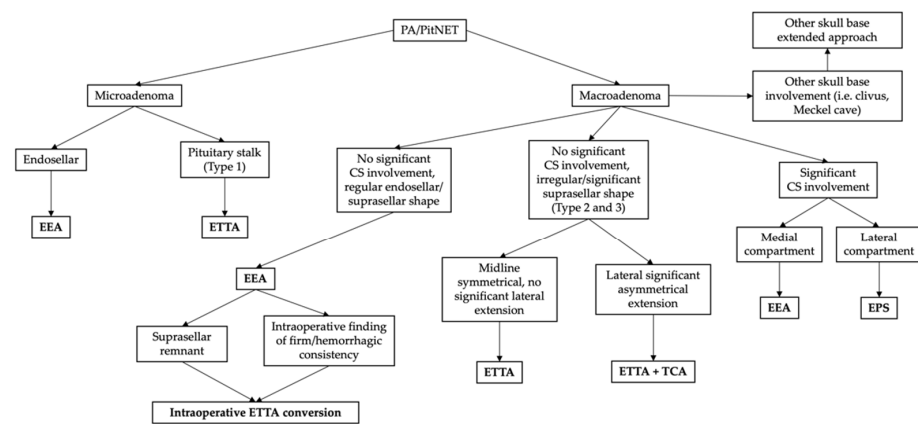 PA/PitNET
Other skull base
extended approach
Microadenoma
Macroadenoma
Other skull base
involvement (i.e. clivus,
Meckel cave)
Endosellar
Pituitary stalk
(Type 1)
No significant
CS involvement,
regular endosellar/
suprasellar shape
No significant
CS involvement,
irregular/significant
suprasellar shape
(Type 2 and 3)
Significant
CS involvement
EEA
ETTA
Medial
compartment
Lateral
compartment
EEA
Midline
symmetrical, no
significant lateral
extension
Lateral significant
asymmetrical
extension
EEA
EPS
Suprasellar
remnant
Intraoperative finding
of firm/hemorrhagic
consistency
ETTA
ETTA + TCA
Intraoperative ETTA conversion